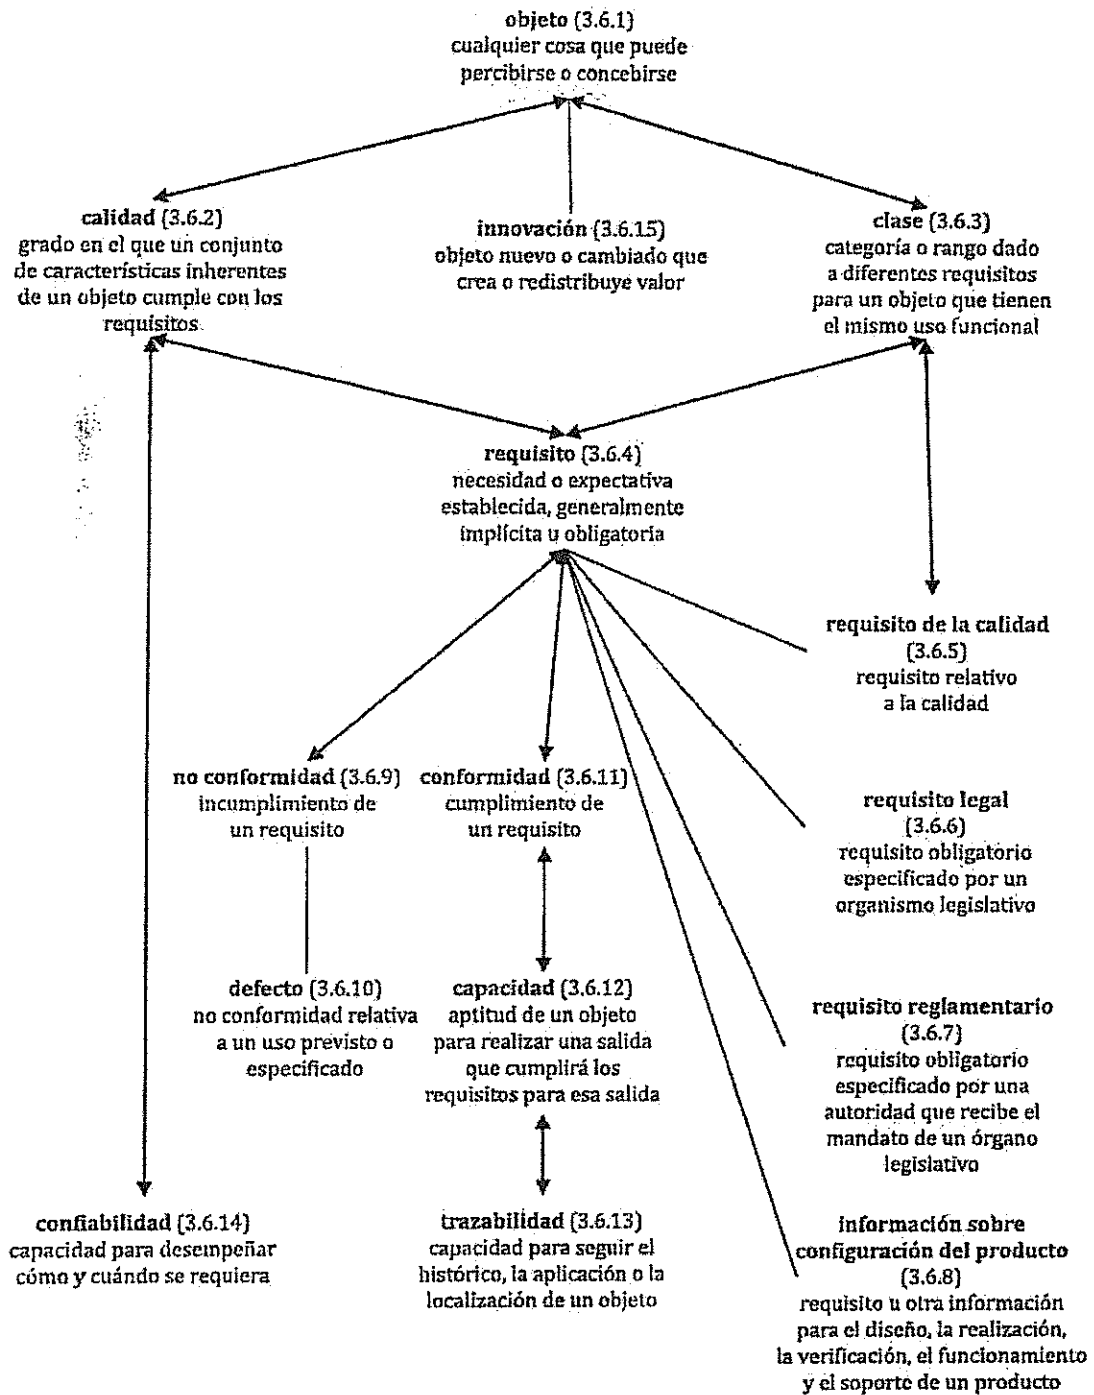 objeto (3.6.1)
cualquier cosa que puede
percibirse o concebirse
calidad (3.6.2)
grado en el que un conjunto
de características inherentes
de un objeto cumple con los
requisitos
innovación (3.6.15)
objeto nuevo o cambiado que
crea o redistribuye valor
clase (3.6.3)
categoría o rango dado
a diferentes requisitos
para un objeto que tienen
el mismo uso funcional
requisito (3.6.4)
necesidad o expectativa
establecida, generalmente
implícita u obligatoria
requisito de la calidad
(3.6.5)
requisito relativo
a la calidad
no conformidad (3.6.9)
incumplimiento de
un requisito
conformidad (3.6.11)
cumplimiento de
un requisito
requisito legal
(3.6.6)
requisito obligatorio
especificado por un
organismo legislativo
defecto (3.6.10)
no conformidad relativa
a un uso previsto o
especificado
capacidad (3.6.12)
aptitud de un objeto
para realizar una salida
que cumplirá los
requisitos para esa salida
requisito reglamentario
(3.6.7)
requisito obligatorio
especificado por una
autoridad que recibe el
mandato de un órgano
legislativo
confiabilidad (3.6.14)
capacidad para desempeñar
cómo y cuándo se requiera
trazabilidad (3.6.13)
capacidad para seguir el
histórico, la aplicación o la
localización de un objeto
información sobre
configuración del producto
(3.6.8)
requisito u otra información
para el diseño, la realización,
la verificación, el funcionamiento
y el soporte de un producto